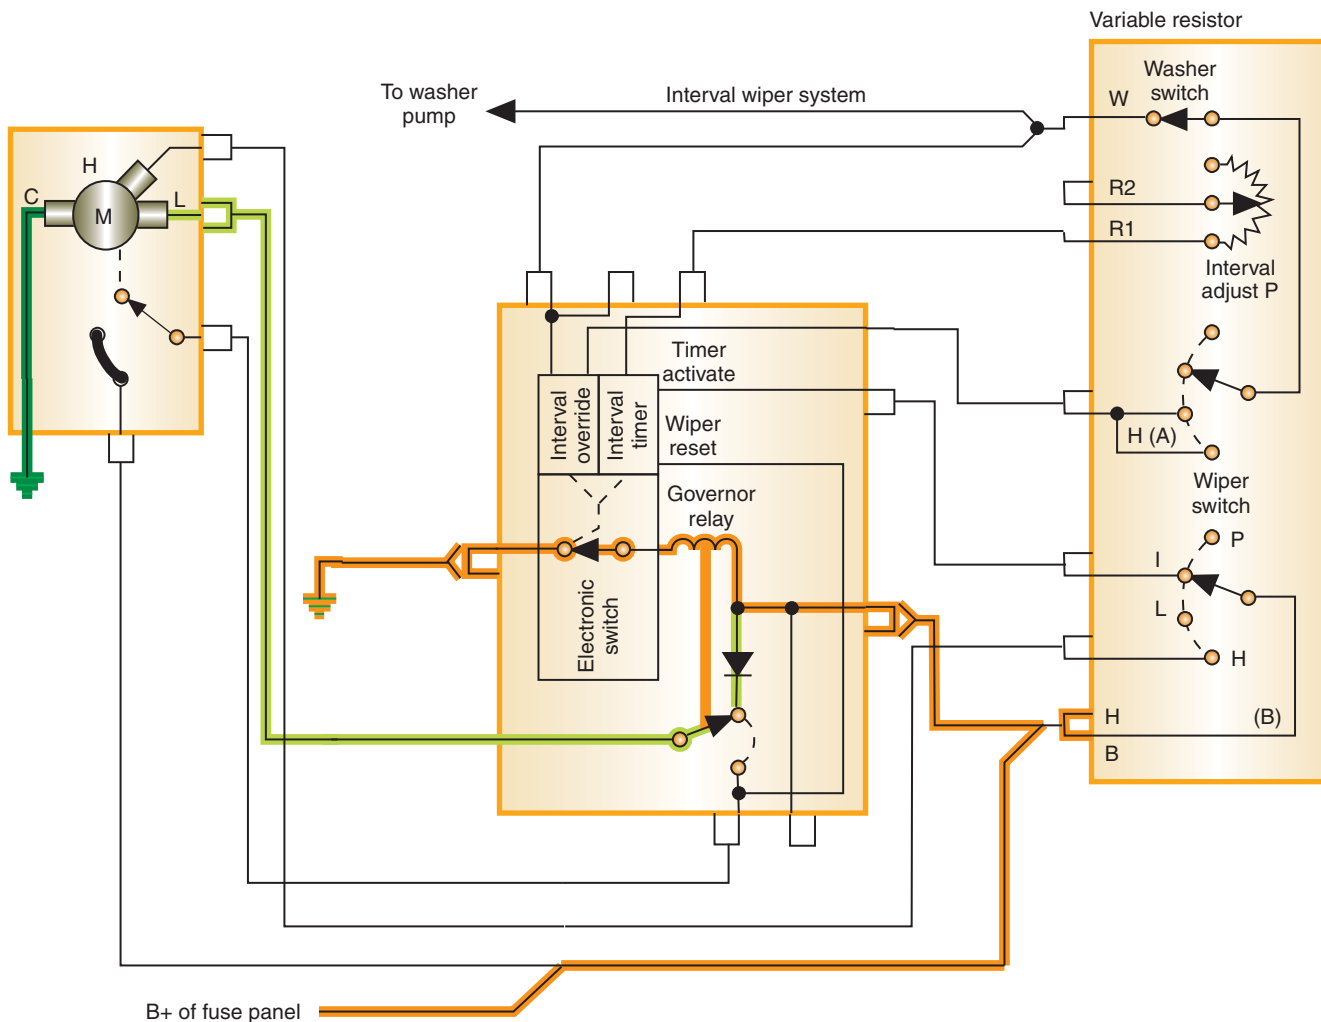 Variable resistor
To washer
pump
Interval wiper system
W
Washer
switch
R2
R1
Interval
adjust P
H
C
L
M
Timer
activate
Interval
override
Interval
timer
Wiper
reset
H (A)
Wiper
switch
Governor
relay
P
I
L
H
Electronic
switch
H
(B)
B
B+ of fuse panel